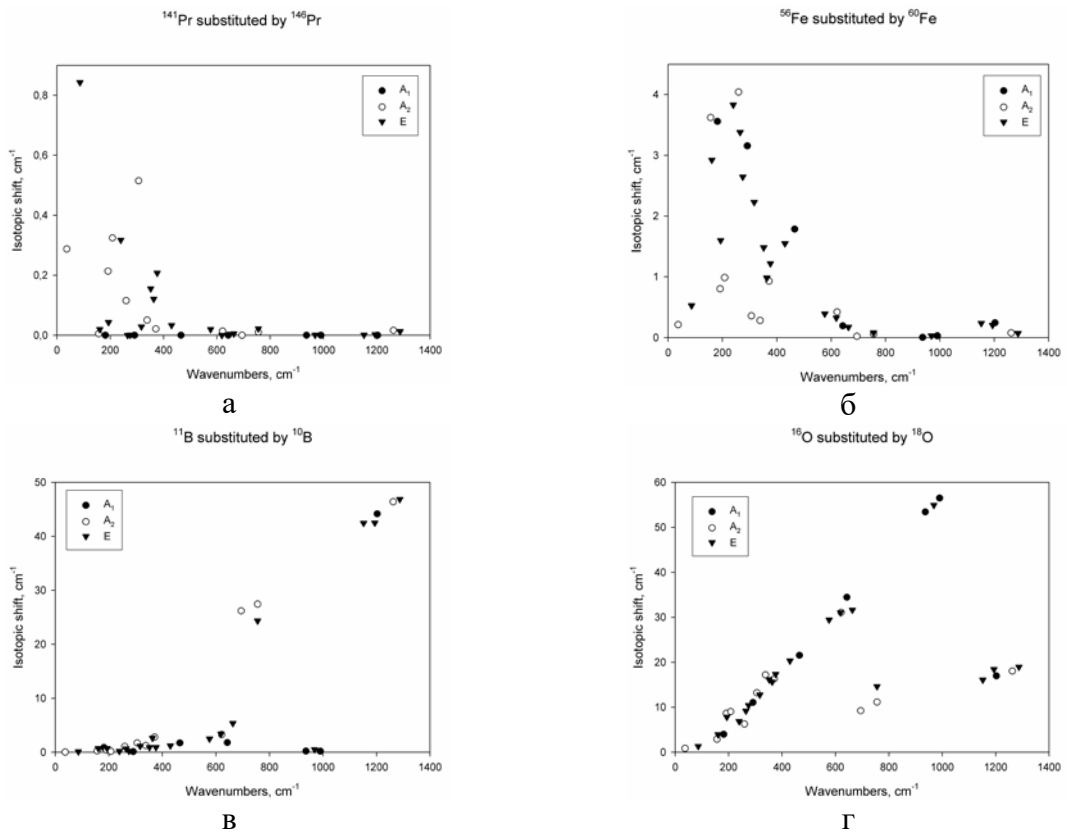 ¹⁴¹Pr substituted by ¹⁴⁶Pr
Isotopic shift, cm⁻¹
0,8
0,6
0,4
0,2
0,0
A₁
A₂
E
0 200 400 600 800 1000 1200 1400
Wavenumbers, cm⁻¹
а
⁵⁶Fe substituted by ⁶⁰Fe
Isotopic shift, cm⁻¹
4
3
2
1
0
A₁
A₂
E
0 200 400 600 800 1000 1200 1400
Wavenumbers, cm⁻¹
б
¹¹B substituted by ¹⁰B
Isotopic shift, cm⁻¹
50
40
30
20
10
0
A₁
A₂
E
0 200 400 600 800 1000 1200 1400
Wavenumbers, cm⁻¹
в
¹⁶O substituted by ¹⁸O
Isotopic shift, cm⁻¹
60
50
40
30
20
10
0
A₁
A₂
E
0 200 400 600 800 1000 1200 1400
Wavenumbers, cm⁻¹
г